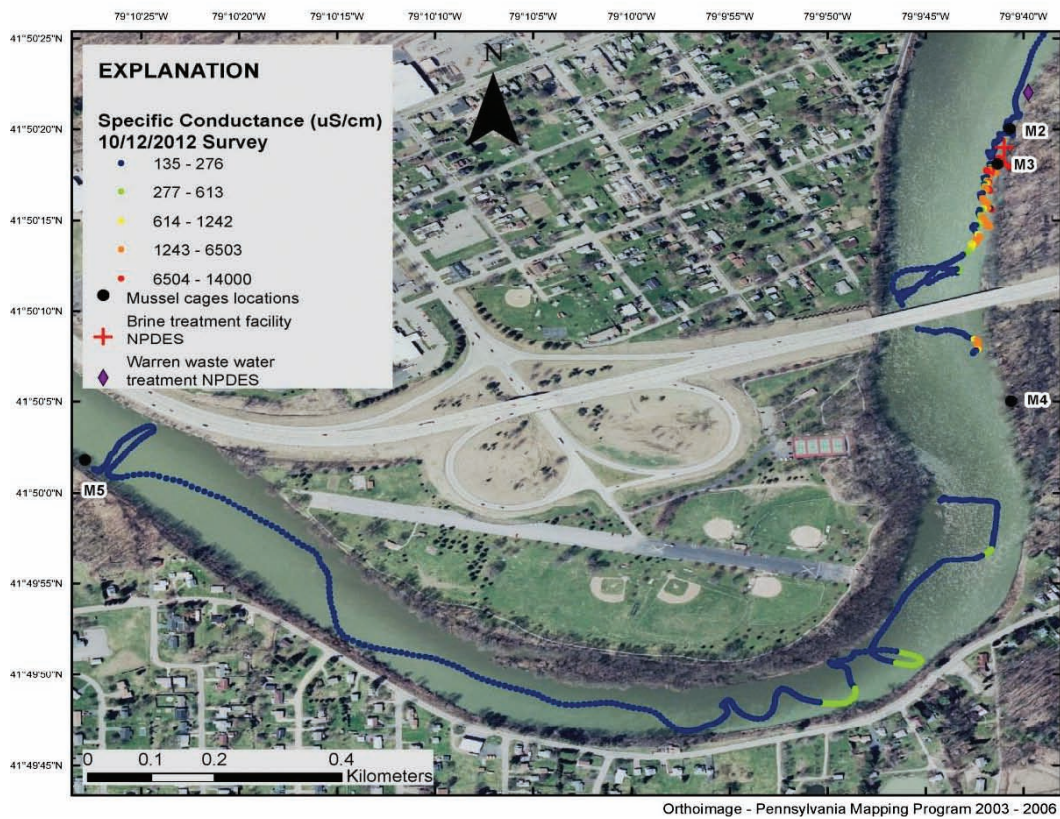 79°10'25"W 79°10'20"W 79°10'15"W 79°10'10"W 79°10'5"W 79°10'0"W 79°9'55"W 79°9'50"W 79°9'45"W 79°9'40"W
41°50'25"N
41°50'20"N
41°50'15"N
41°50'10"N
41°50'5"N
41°50'0"N
41°49'55"N
41°49'50"N
41°49'45"N
EXPLANATION
Specific Conductance (uS/cm)
10/12/2012 Survey
135 - 276
277 - 613
614 - 1242
1243 - 6503
6504 - 14000
Mussel cages locations
Brine treatment facility
NPDES
Warren waste water
treatment NPDES
N
M2
M3
M4
M5
0 0.1 0.2 0.4
Kilometers
Orthoimage - Pennsylvania Mapping Program 2003 - 2006